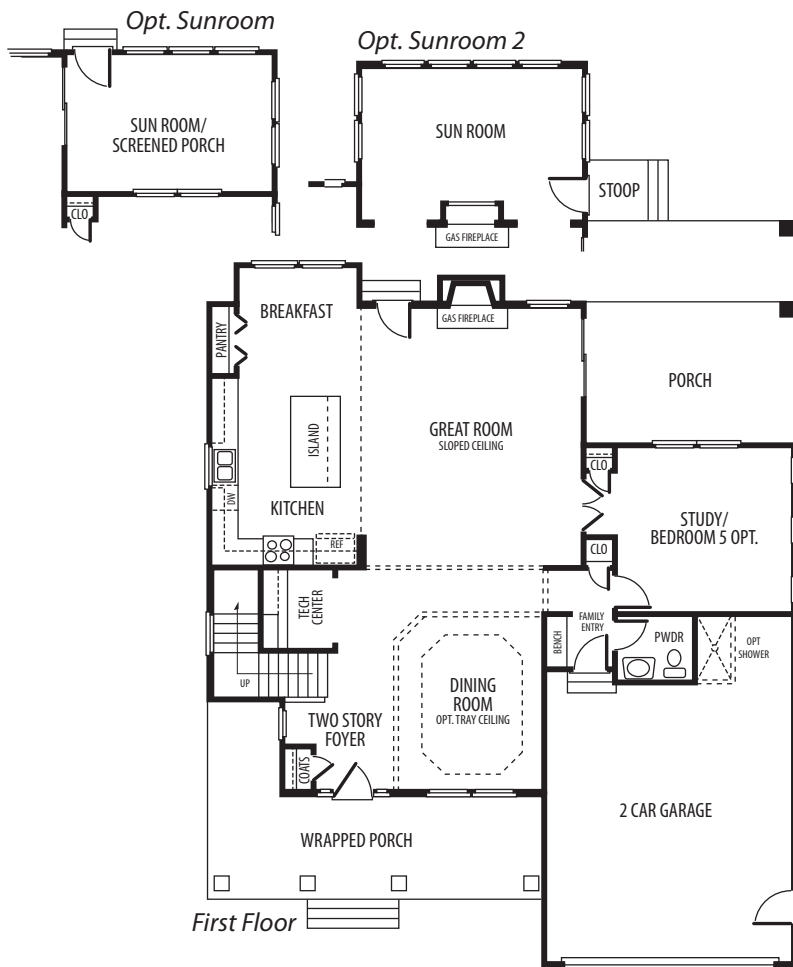 Opt. Sunroom
Opt. Sunroom 2
SUN ROOM/
SCREENED PORCH
CLO
SUN ROOM
STOOP
GAS FIREPLACE
BREAKFAST
PANTRY
GAS FIREPLACE
PORCH
ISLAND
GREAT ROOM
SLOPED CEILING
CLO
DW
KITCHEN
REF
STUDY/
BEDROOM 5 OPT.
CLO
TECH
CENTER
FAMILY
ENTRY
BENCH
PWDR
OPT
SHOWER
UP
DINING
ROOM
OPT. TRAY CEILING
TWO STORY
FOYER
COATS
2 CAR GARAGE
WRAPPED PORCH
First Floor